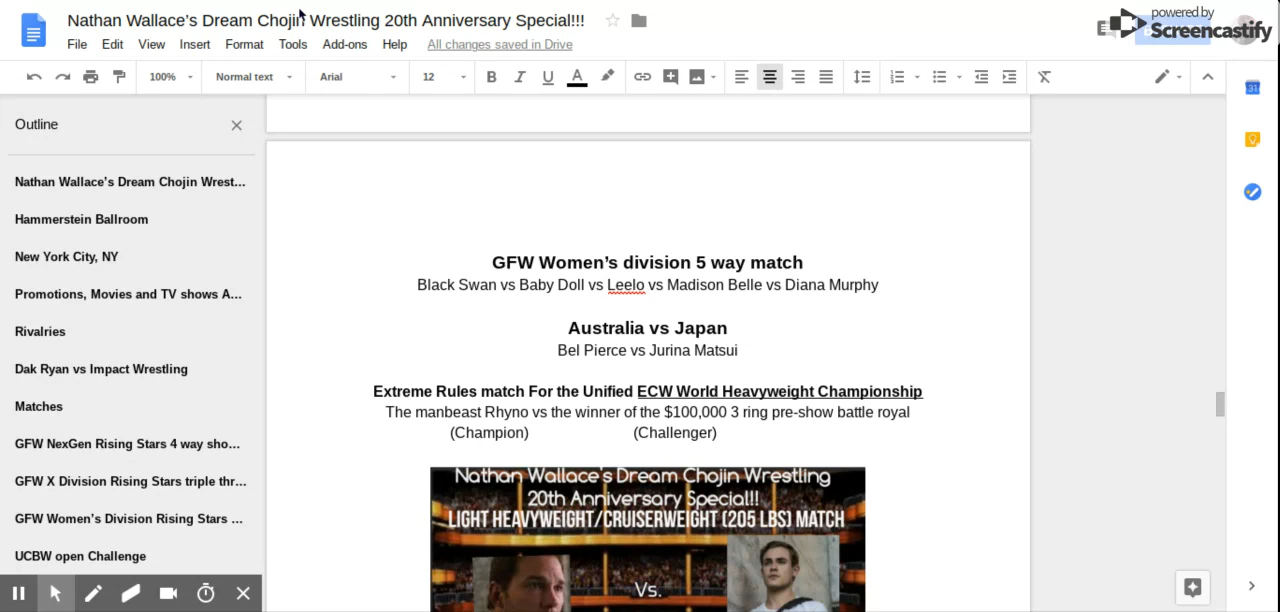 Nathan Wallace’s Dream Chojin Wrestling 20th Anniversary Special!!!
powered by
Screencastify
File Edit View Insert Format Tools Add-ons Help All changes saved in Drive
100% Normal text Arial 12 B I U A
31
Outline
Nathan Wallace’s Dream Chojin Wrest...
Hammerstein Ballroom
New York City, NY
Promotions, Movies and TV shows A...
Rivalries
Dak Ryan vs Impact Wrestling
Matches
GFW NexGen Rising Stars 4 way sho...
GFW X Division Rising Stars triple thr...
GFW Women’s Division Rising Stars ...
UCBW open Challenge
GFW Women’s division 5 way match
Black Swan vs Baby Doll vs Leelo vs Madison Belle vs Diana Murphy
Australia vs Japan
Bel Pierce vs Jurina Matsui
Extreme Rules match For the Unified ECW World Heavyweight Championship
The manbeast Rhyno vs the winner of the $100,000 3 ring pre-show battle royal
(Champion) (Challenger)
Nathan Wallace's Dream Chojin Wrestling
20th Anniversary Special!!
LIGHT HEAVYWEIGHT/CRUISERWEIGHT (205 LBS) MATCH
Vs.